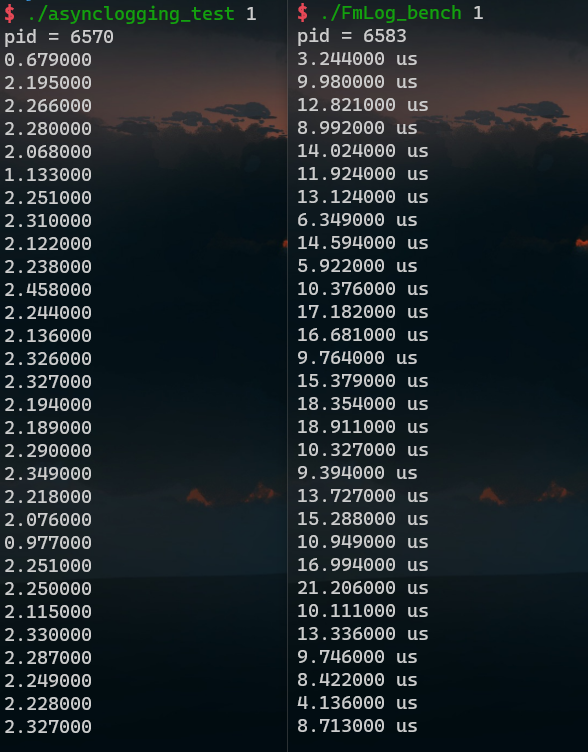 $ ./asynclogging_test 1
pid = 6570
0.679000
2.195000
2.266000
2.280000
2.068000
1.133000
2.251000
2.310000
2.122000
2.238000
2.458000
2.244000
2.136000
2.326000
2.327000
2.194000
2.189000
2.290000
2.349000
2.218000
2.076000
0.977000
2.251000
2.250000
2.115000
2.330000
2.287000
2.249000
2.228000
2.327000
$ ./FmLog_bench 1
pid = 6583
3.244000 us
9.980000 us
12.821000 us
8.992000 us
14.024000 us
11.924000 us
13.124000 us
6.349000 us
14.594000 us
5.922000 us
10.376000 us
17.182000 us
16.681000 us
9.764000 us
15.379000 us
18.354000 us
18.911000 us
10.327000 us
9.394000 us
13.727000 us
15.288000 us
10.949000 us
16.994000 us
21.206000 us
10.111000 us
13.336000 us
9.746000 us
8.422000 us
4.136000 us
8.713000 us